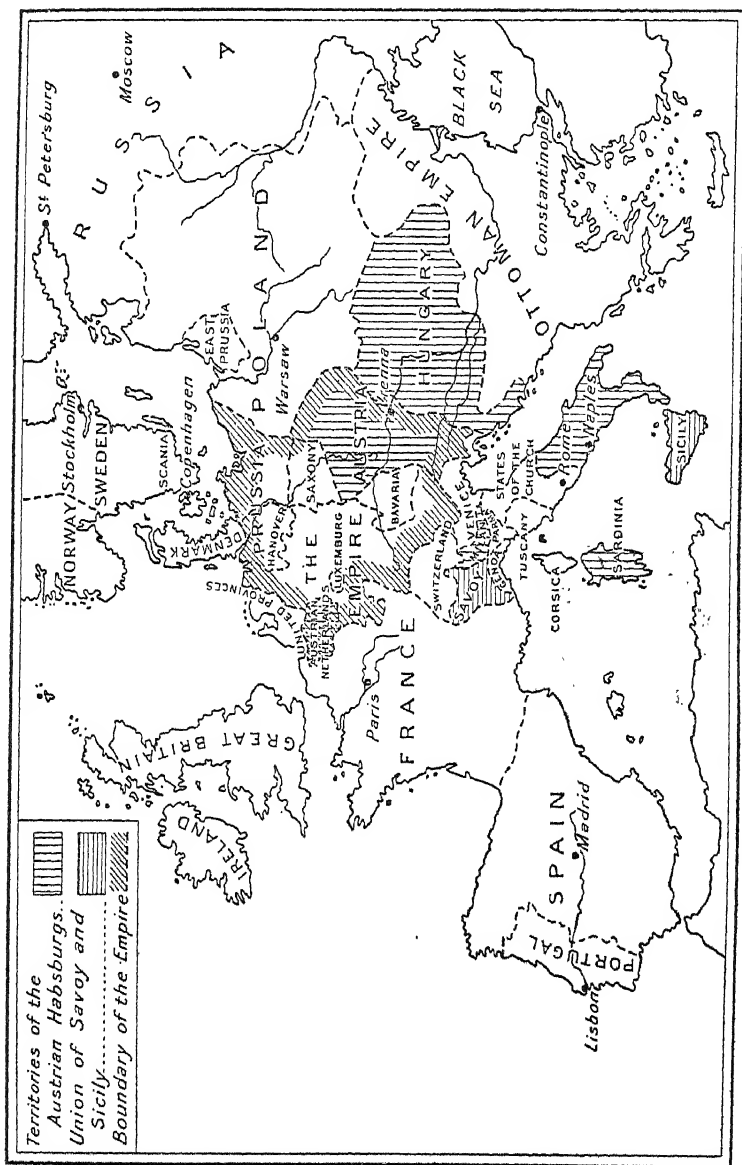 Territories of the
Austrian Habsburgs..
Union of Savoy and
Sicily..............
Boundary of the Empire
IRELAND
GREAT BRITAIN
NORWAY
Stockholm
SWEDEN
SCANIA
Copenhagen
DENMARK
St Petersburg
Moscow
RUSSIA
EAST
PRUSSIA
POLAND
Warsaw
UNITED PROVINCES
PRUSSIA
HANOVER
SAXONY
THE
EMPIRE
AUSTRIAN
NETHERLANDS
LUXEMBURG
BAVARIA
AUSTRIA
Vienna
HUNGARY
Paris
FRANCE
SWITZERLAND
SAVOY
VENICE
GENOA
TUSCANY
STATES
OF THE
CHURCH
Rome
Naples
OTTOMAN EMPIRE
BLACK
SEA
Constantinople
CORSICA
SARDINIA
SICILY
SPAIN
Madrid
PORTUGAL
Lisbon